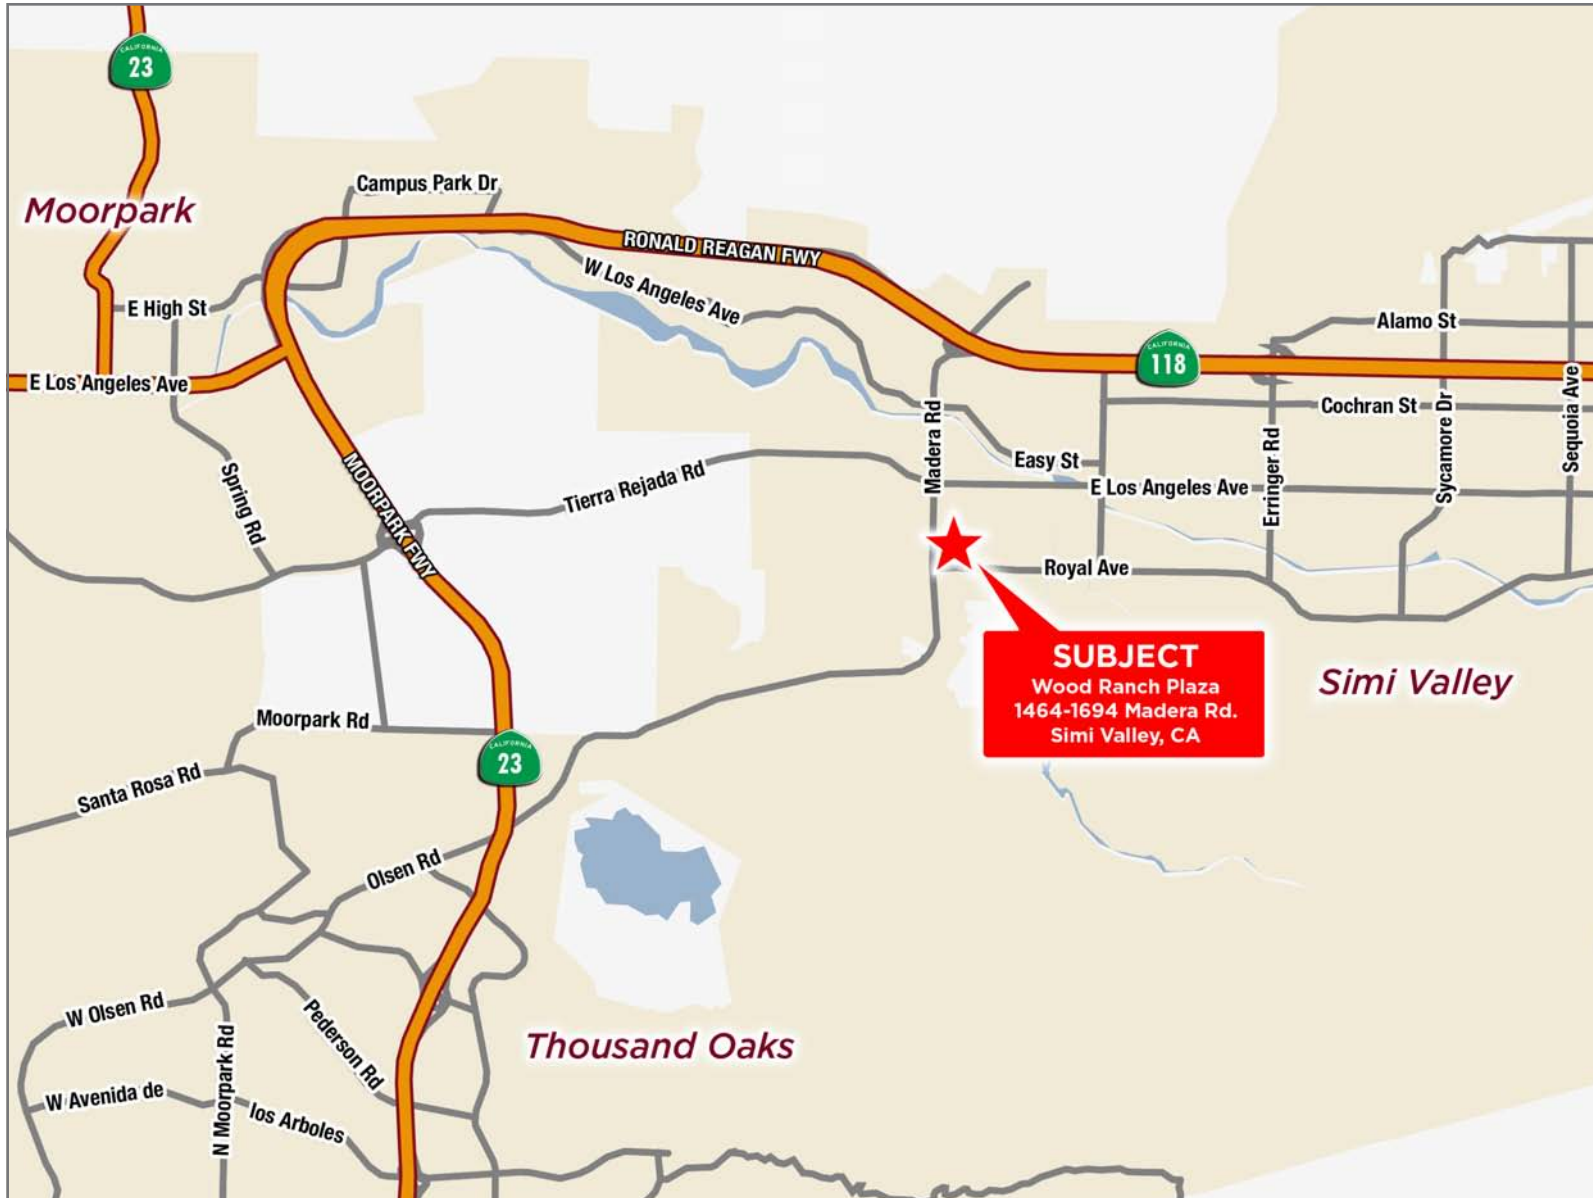 CALIFORNIA
23
Moorpark
Campus Park Dr
RONALD REAGAN FWY
W Los Angeles Ave
E High St
Alamo St
CALIFORNIA
118
E Los Angeles Ave
Cochran St
Madera Rd
Sycamore Dr
Sequoia Ave
Erringer Rd
Easy St
E Los Angeles Ave
MOORPARK FWY
Tierra Rejada Rd
Spring Rd
Royal Ave
SUBJECT
Wood Ranch Plaza
1464-1694 Madera Rd.
Simi Valley, CA
Simi Valley
Moorpark Rd
CALIFORNIA
23
Santa Rosa Rd
Olsen Rd
W Olsen Rd
Pederson Rd
N Moorpark Rd
Thousand Oaks
W Avenida de
los Arboles